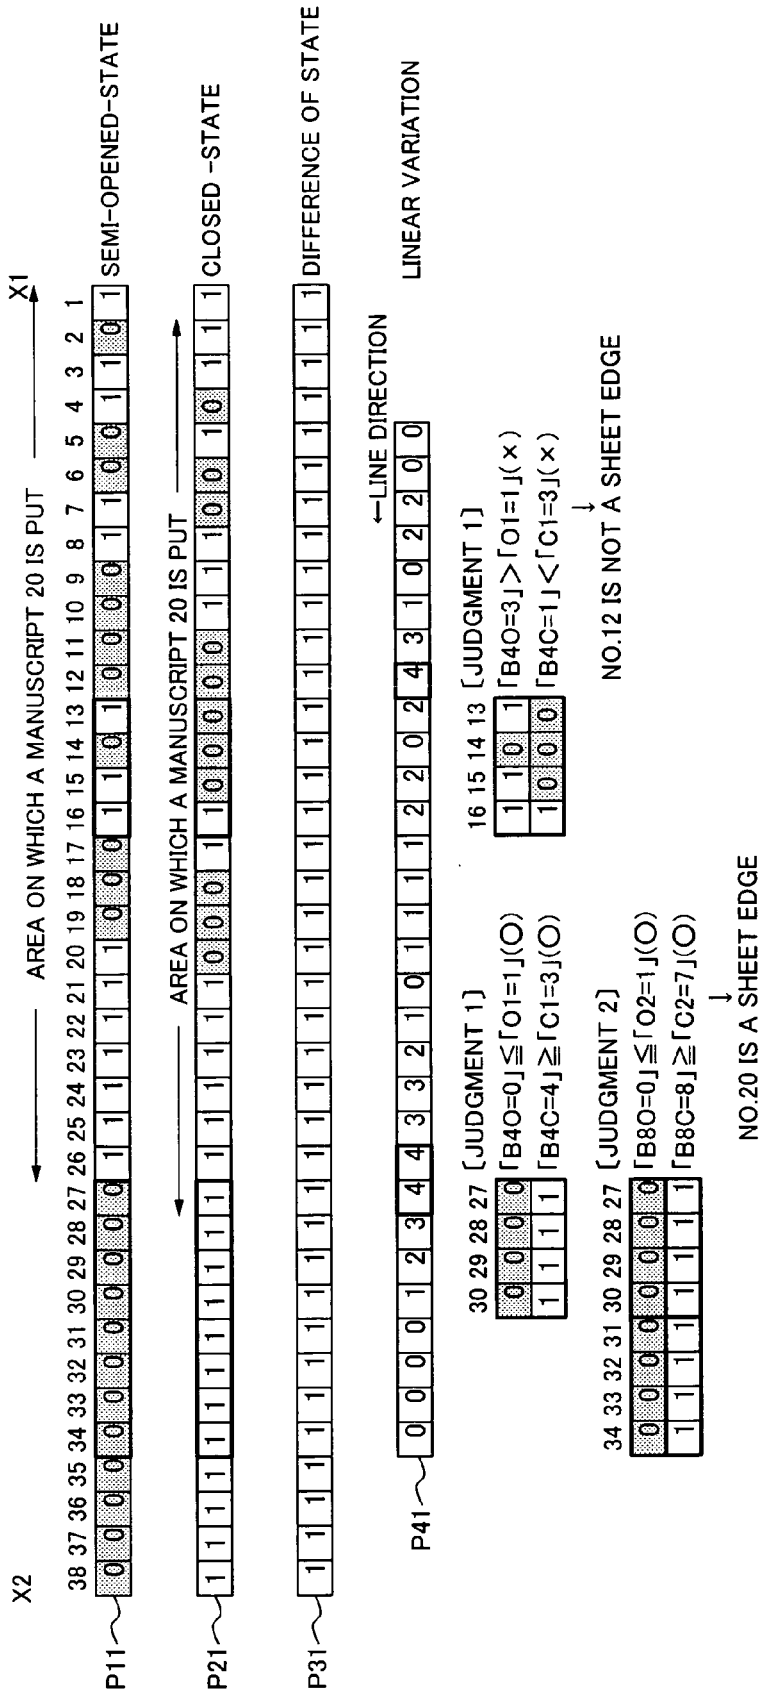 X2 X1
AREA ON WHICH A MANUSCRIPT 20 IS PUT
38 37 36 35 34 33 32 31 30 29 28 27 26 25 24 23 22 21 20 19 18 17 16 15 14 13 12 11 10 9 8 7 6 5 4 3 2 1
P11 0 0 0 0 0 0 0 0 0 0 0 0 1 1 1 1 1 1 1 0 0 0 1 1 0 1 0 0 0 0 1 1 0 0 1 1 0 1 SEMI-OPENED-STATE
AREA ON WHICH A MANUSCRIPT 20 IS PUT
P21 1 1 1 1 1 1 1 1 1 1 1 1 1 1 1 1 1 1 0 0 0 1 1 0 0 0 0 0 1 1 1 0 0 1 0 1 1 1 CLOSED -STATE
P31 1 1 1 1 1 1 1 1 1 1 1 1 1 1 1 1 1 1 1 1 1 1 1 1 1 1 1 1 1 1 1 1 1 1 1 1 1 1 DIFFERENCE OF STATE
←LINE DIRECTION
P41 0 0 0 0 1 2 3 4 4 3 3 2 1 0 1 1 1 1 2 2 0 2 4 3 1 0 2 2 0 0 LINEAR VARIATION
30 29 28 27 [JUDGMENT 1]
0 0 0 0 「B4O=0」≦「O1=1」(○)
1 1 1 1 「B4C=4」≧「C1=3」(○)
16 15 14 13 [JUDGMENT 1]
1 1 0 1 「B4O=3」>「O1=1」(×)
1 0 0 0 「B4C=1」<「C1=3」(×)
↓
NO.12 IS NOT A SHEET EDGE
34 33 32 31 30 29 28 27 [JUDGMENT 2]
0 0 0 0 0 0 0 0 「B8O=0」≦「O2=1」(○)
1 1 1 1 1 1 1 1 「B8C=8」≧「C2=7」(○)
↓
NO.20 IS A SHEET EDGE